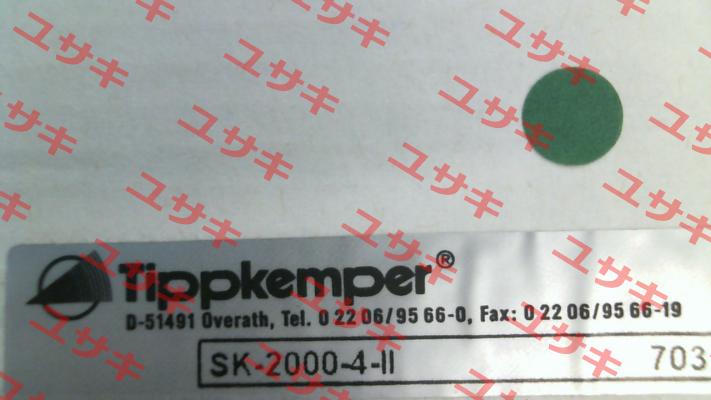 Tippkemper®
D-51491 Overath, Tel. 0 22 06/95 66-0, Fax: 0 22 06/95 66-19
SK-2000-4-II 703
ユサキ